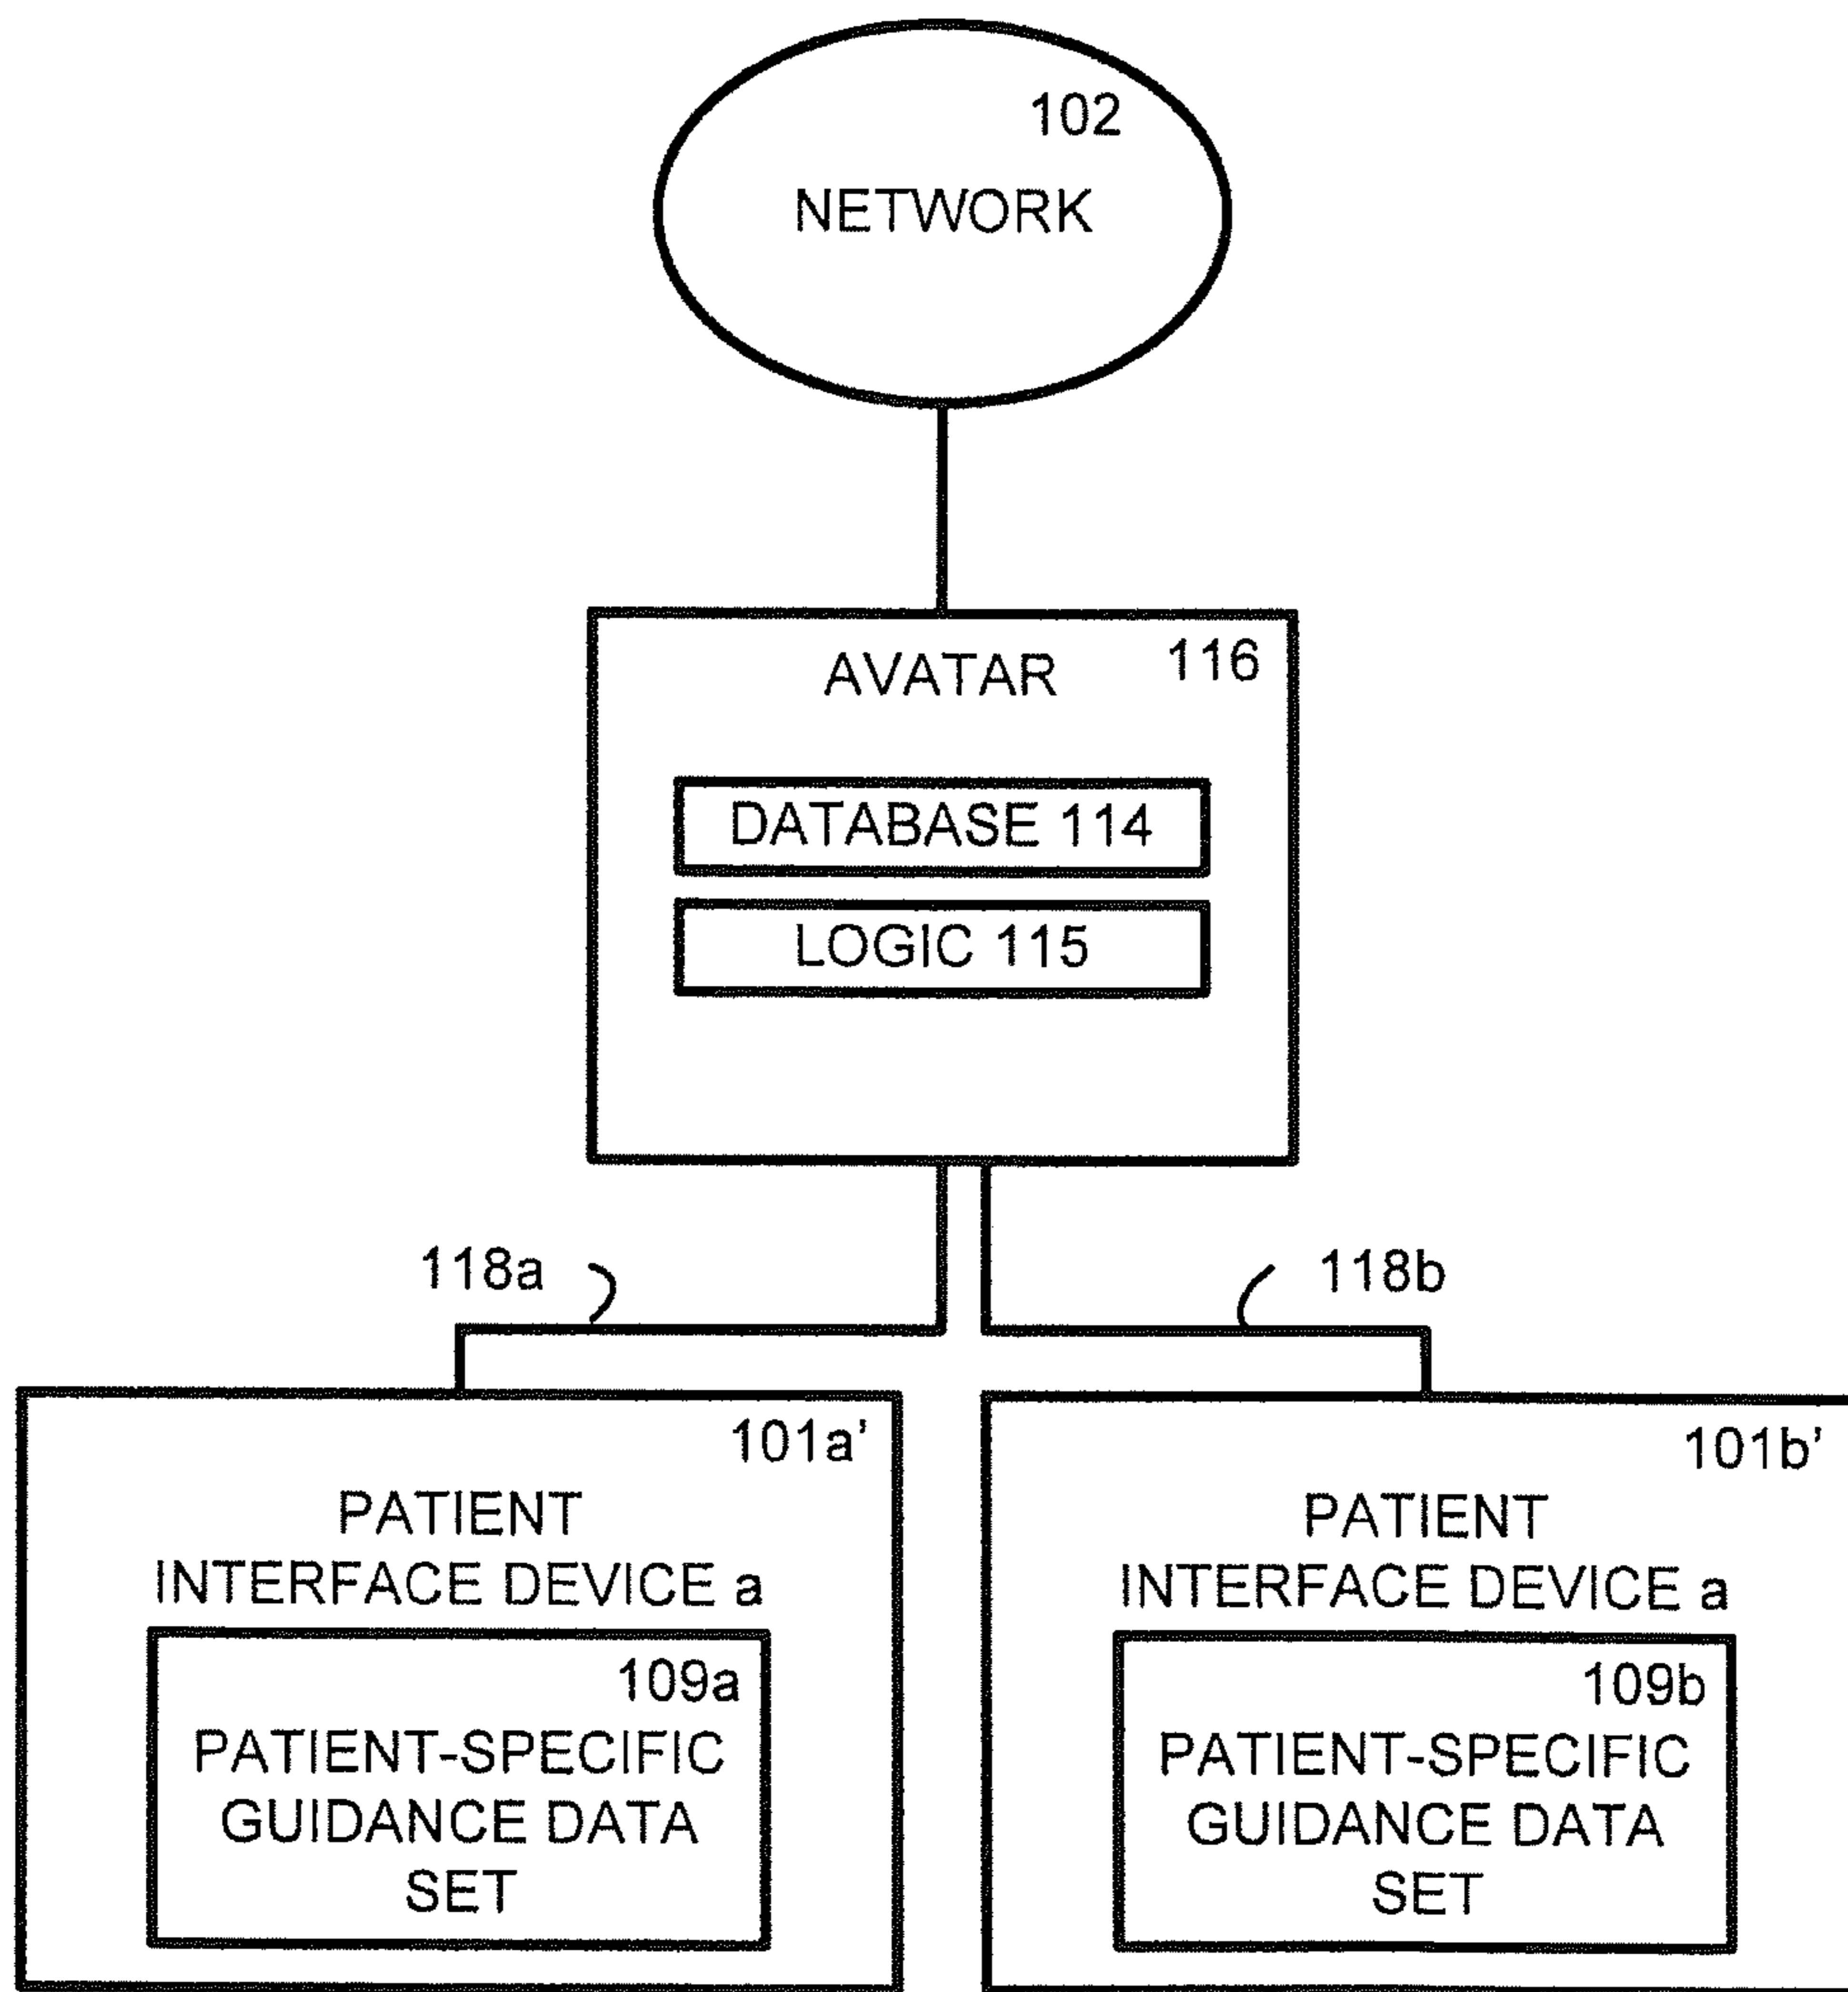 102
NETWORK
116
AVATAR
DATABASE 114
LOGIC 115
118a
118b
101a’
PATIENT
INTERFACE DEVICE a
109a
PATIENT-SPECIFIC
GUIDANCE DATA
SET
101b’
PATIENT
INTERFACE DEVICE a
109b
PATIENT-SPECIFIC
GUIDANCE DATA
SET